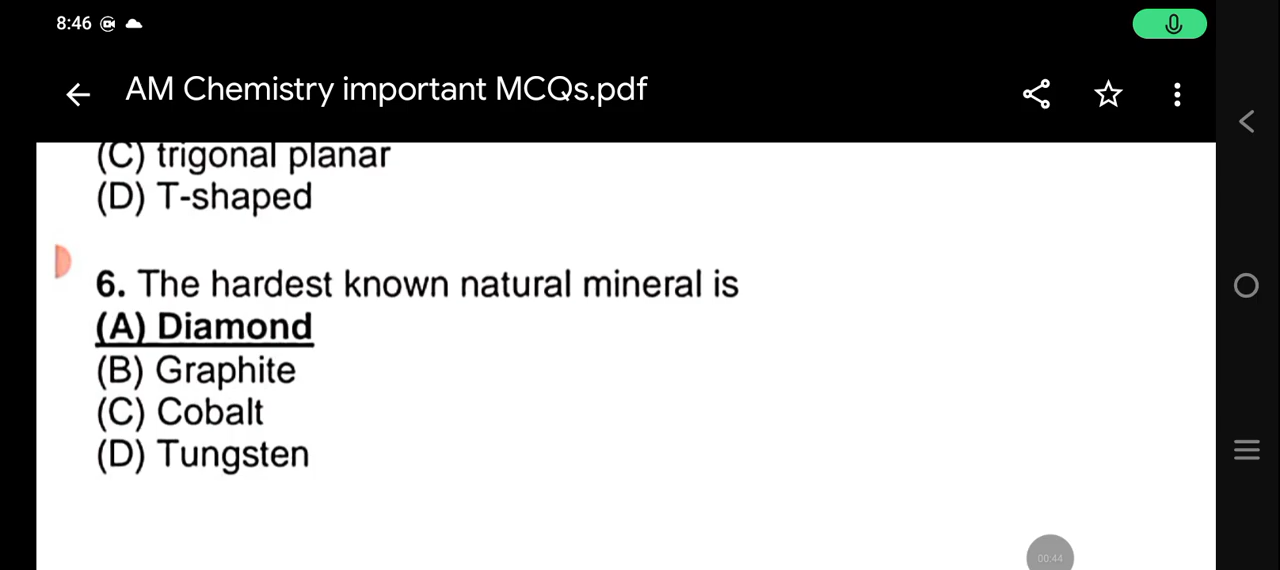 8:46
AM Chemistry important MCQs.pdf
(C) trigonal planar
(D) T-shaped
6. The hardest known natural mineral is
(A) Diamond
(B) Graphite
(C) Cobalt
(D) Tungsten
00:44